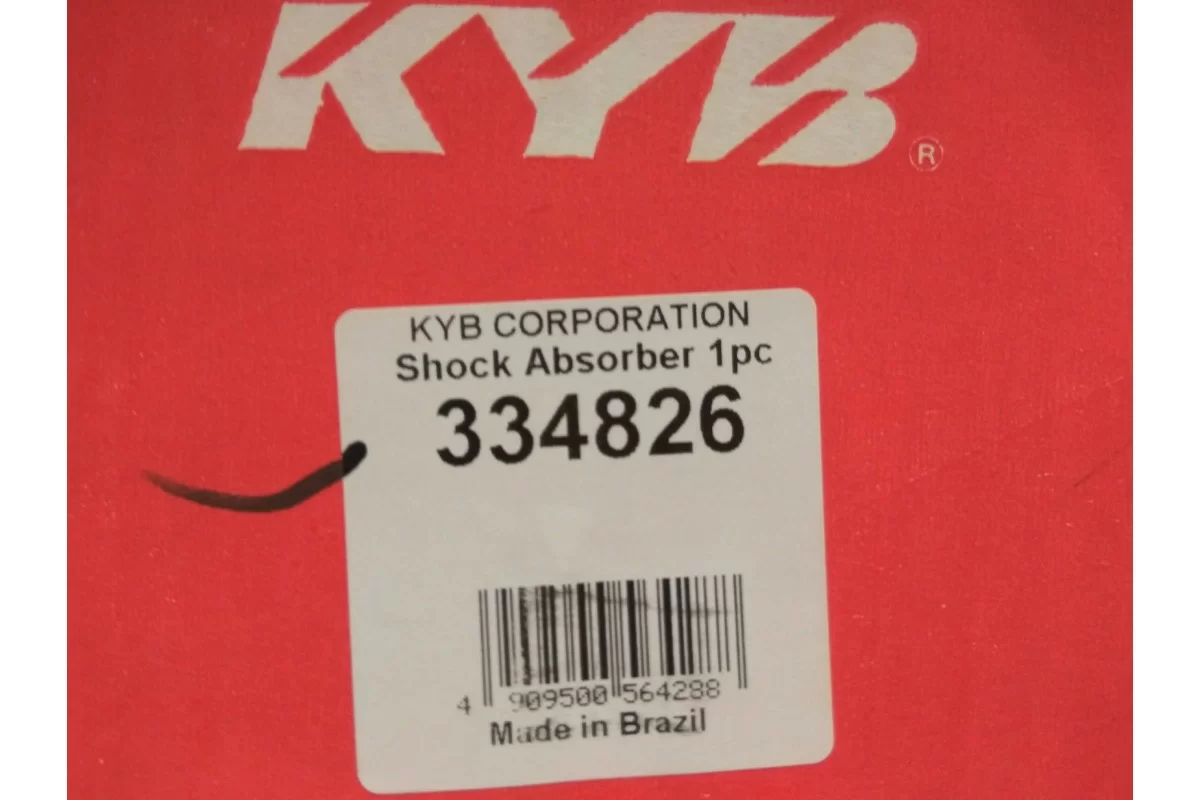 KYB®
KYB CORPORATION
Shock Absorber 1pc
334826
4 909500 564288
Made in Brazil